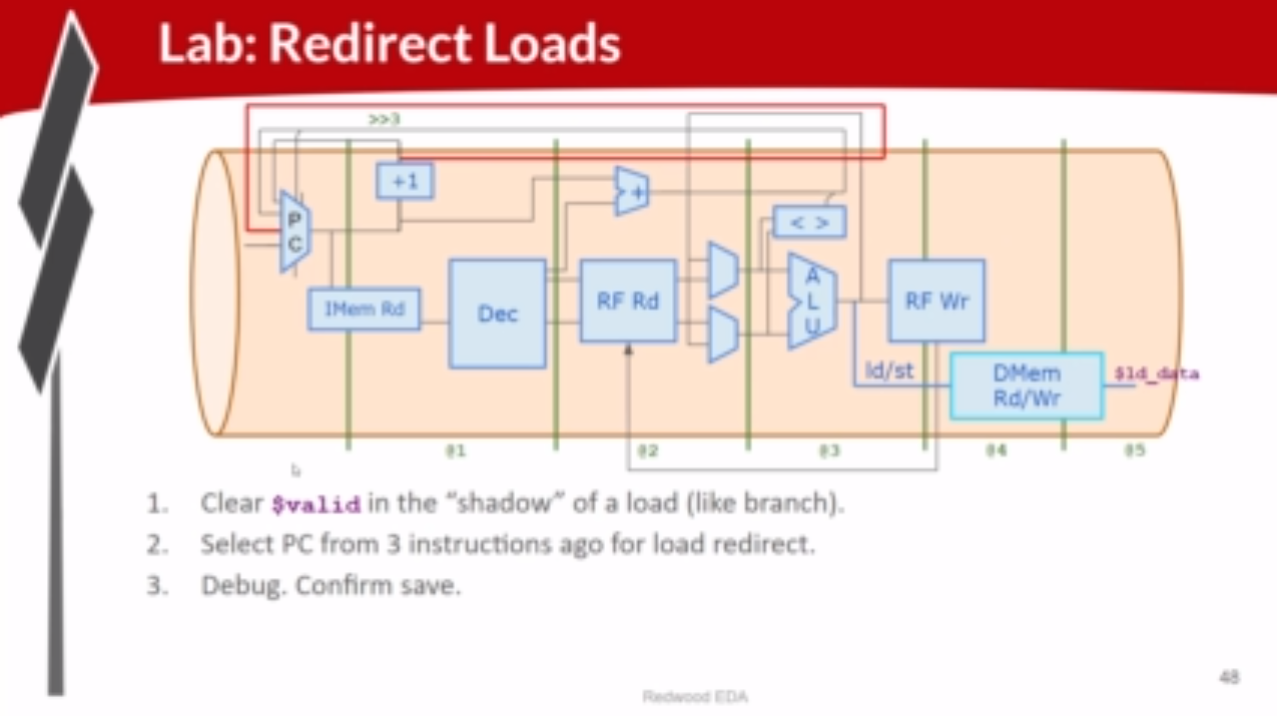 Lab: Redirect Loads
>>3
+1
P
C
+
< >
IMem Rd
Dec
RF Rd
A
L
U
RF Wr
ld/st
DMem
Rd/Wr
$ld_data
@1
@2
@3
@4
@5
1. Clear $valid in the “shadow” of a load (like branch).
2. Select PC from 3 instructions ago for load redirect.
3. Debug. Confirm save.
48
Redwood EDA